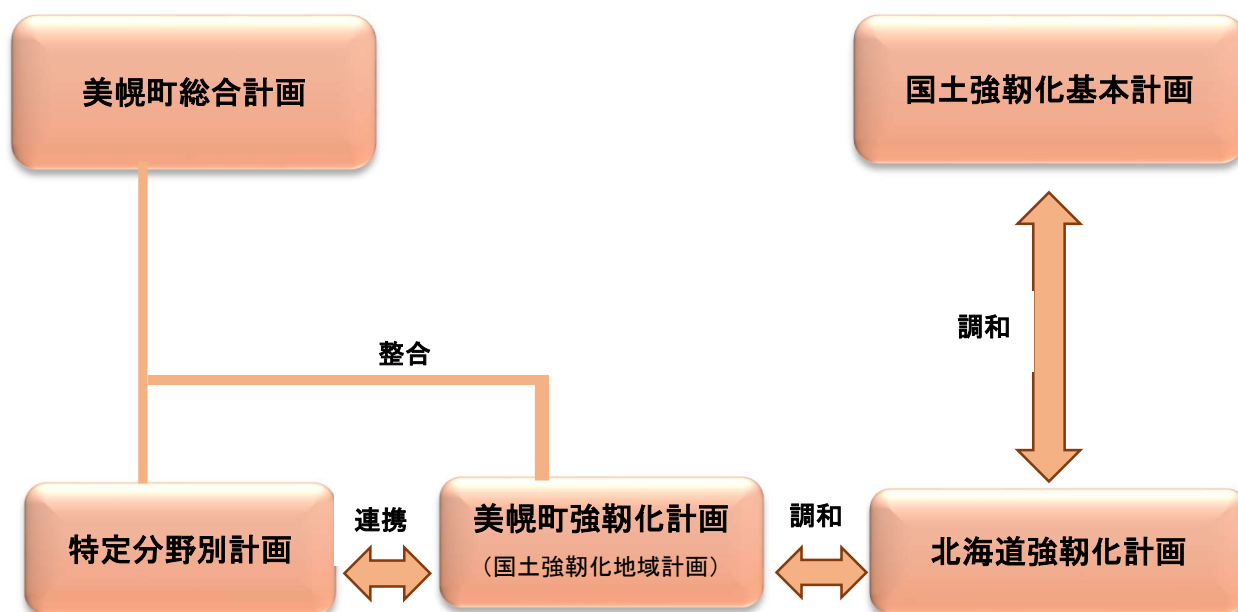 美幌町総合計画
国土強靭化基本計画
調和
整合
連携
美幌町強靭化計画
調和
特定分野別計画
（国土強靭化地域計画）
北海道強靭化計画